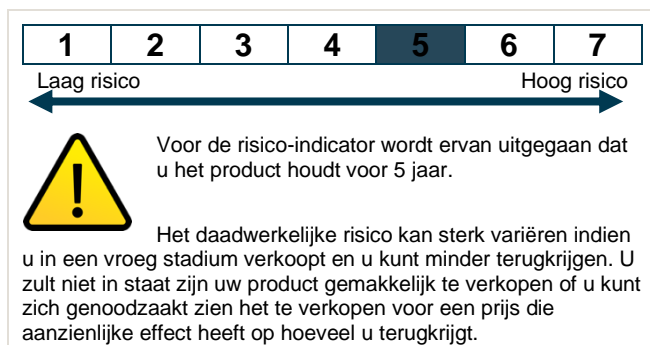 1 2 3 4 5 6 7
Laag risico Hoog risico
Voor de risico-indicator wordt ervan uitgegaan dat
u het product houdt voor 5 jaar.
Het daadwerkelijke risico kan sterk variëren indien
u in een vroeg stadium verkoopt en u kunt minder terugkrijgen. U
zult niet in staat zijn uw product gemakkelijk te verkopen of u kunt
zich genoodzaakt zien het te verkopen voor een prijs die
aanzienlijke effect heeft op hoeveel u terugkrijgt.